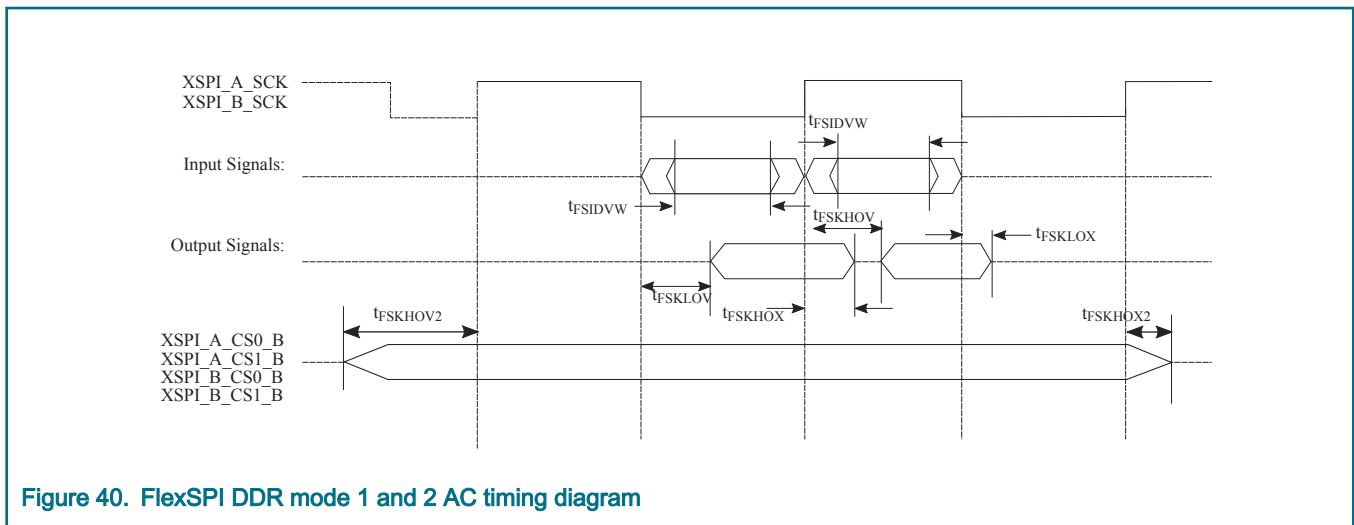 XSPI_A_SCK
XSPI_B_SCK
tFSIDVW
Input Signals:
tFSIDVW
tFSKHOV
Output Signals:
tFSKLOX
tFSKLOV
tFSKHOX
tFSKHOV2
tFSKHOX2
XSPI_A_CS0_B
XSPI_A_CS1_B
XSPI_B_CS0_B
XSPI_B_CS1_B
Figure 40. FlexSPI DDR mode 1 and 2 AC timing diagram